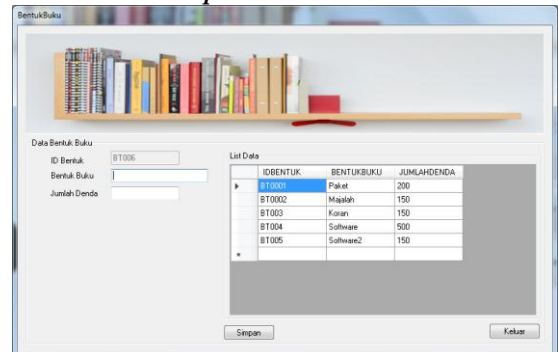 BentukBuku
Data Bentuk Buku
ID Bentuk BT006
Bentuk Buku
Jumlah Denda
List Data
IDBENTUK BENTUKBUKU JUMLAHDENDA
BT0001 Paket 200
BT0002 Majalah 150
BT003 Koran 150
BT004 Software 500
BT005 Software2 150
Simpan Keluar